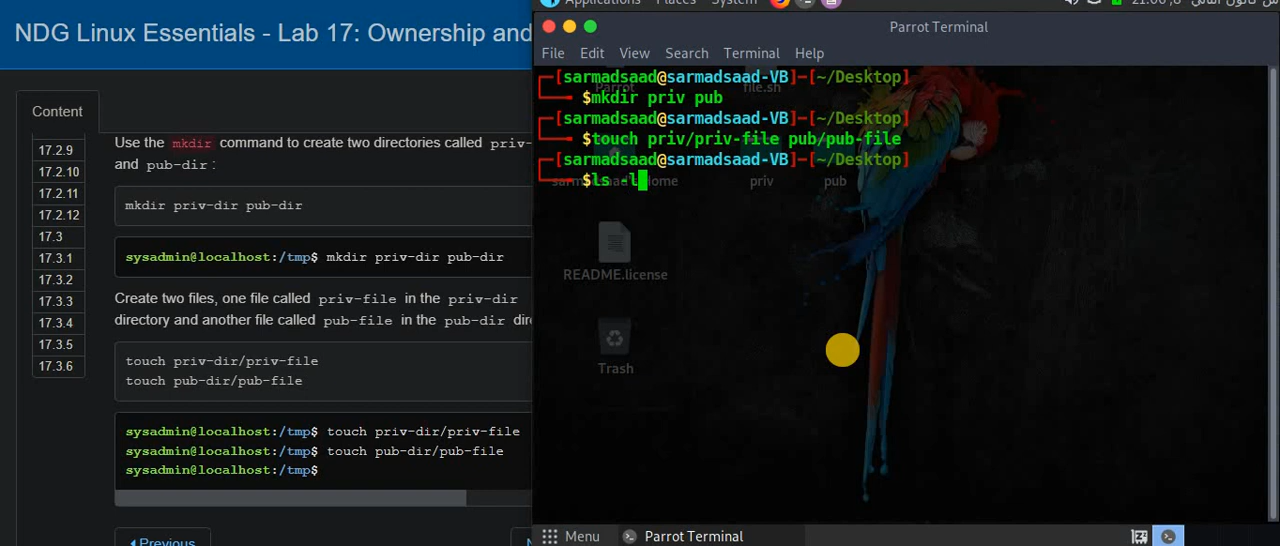 NDG Linux Essentials - Lab 17: Ownership and
Content
17.2.9
17.2.10
17.2.11
17.2.12
17.3
17.3.1
17.3.2
17.3.3
17.3.4
17.3.5
17.3.6
Use the mkdir command to create two directories called priv-
and pub-dir :
mkdir priv-dir pub-dir
sysadmin@localhost:/tmp$ mkdir priv-dir pub-dir
Create two files, one file called priv-file in the priv-dir
directory and another file called pub-file in the pub-dir dire
touch priv-dir/priv-file
touch pub-dir/pub-file
sysadmin@localhost:/tmp$ touch priv-dir/priv-file
sysadmin@localhost:/tmp$ touch pub-dir/pub-file
sysadmin@localhost:/tmp$
Previous
Applications Places System
Parrot Terminal
File Edit View Search Terminal Help
[sarmadsaad@sarmadsaad-VB]-[~/Desktop]
$mkdir priv pub
[sarmadsaad@sarmadsaad-VB]-[~/Desktop]
$touch priv/priv-file pub/pub-file
[sarmadsaad@sarmadsaad-VB]-[~/Desktop]
$ls -l
Parrot
file.sh
priv
pub
README.license
Trash
Menu
Parrot Terminal